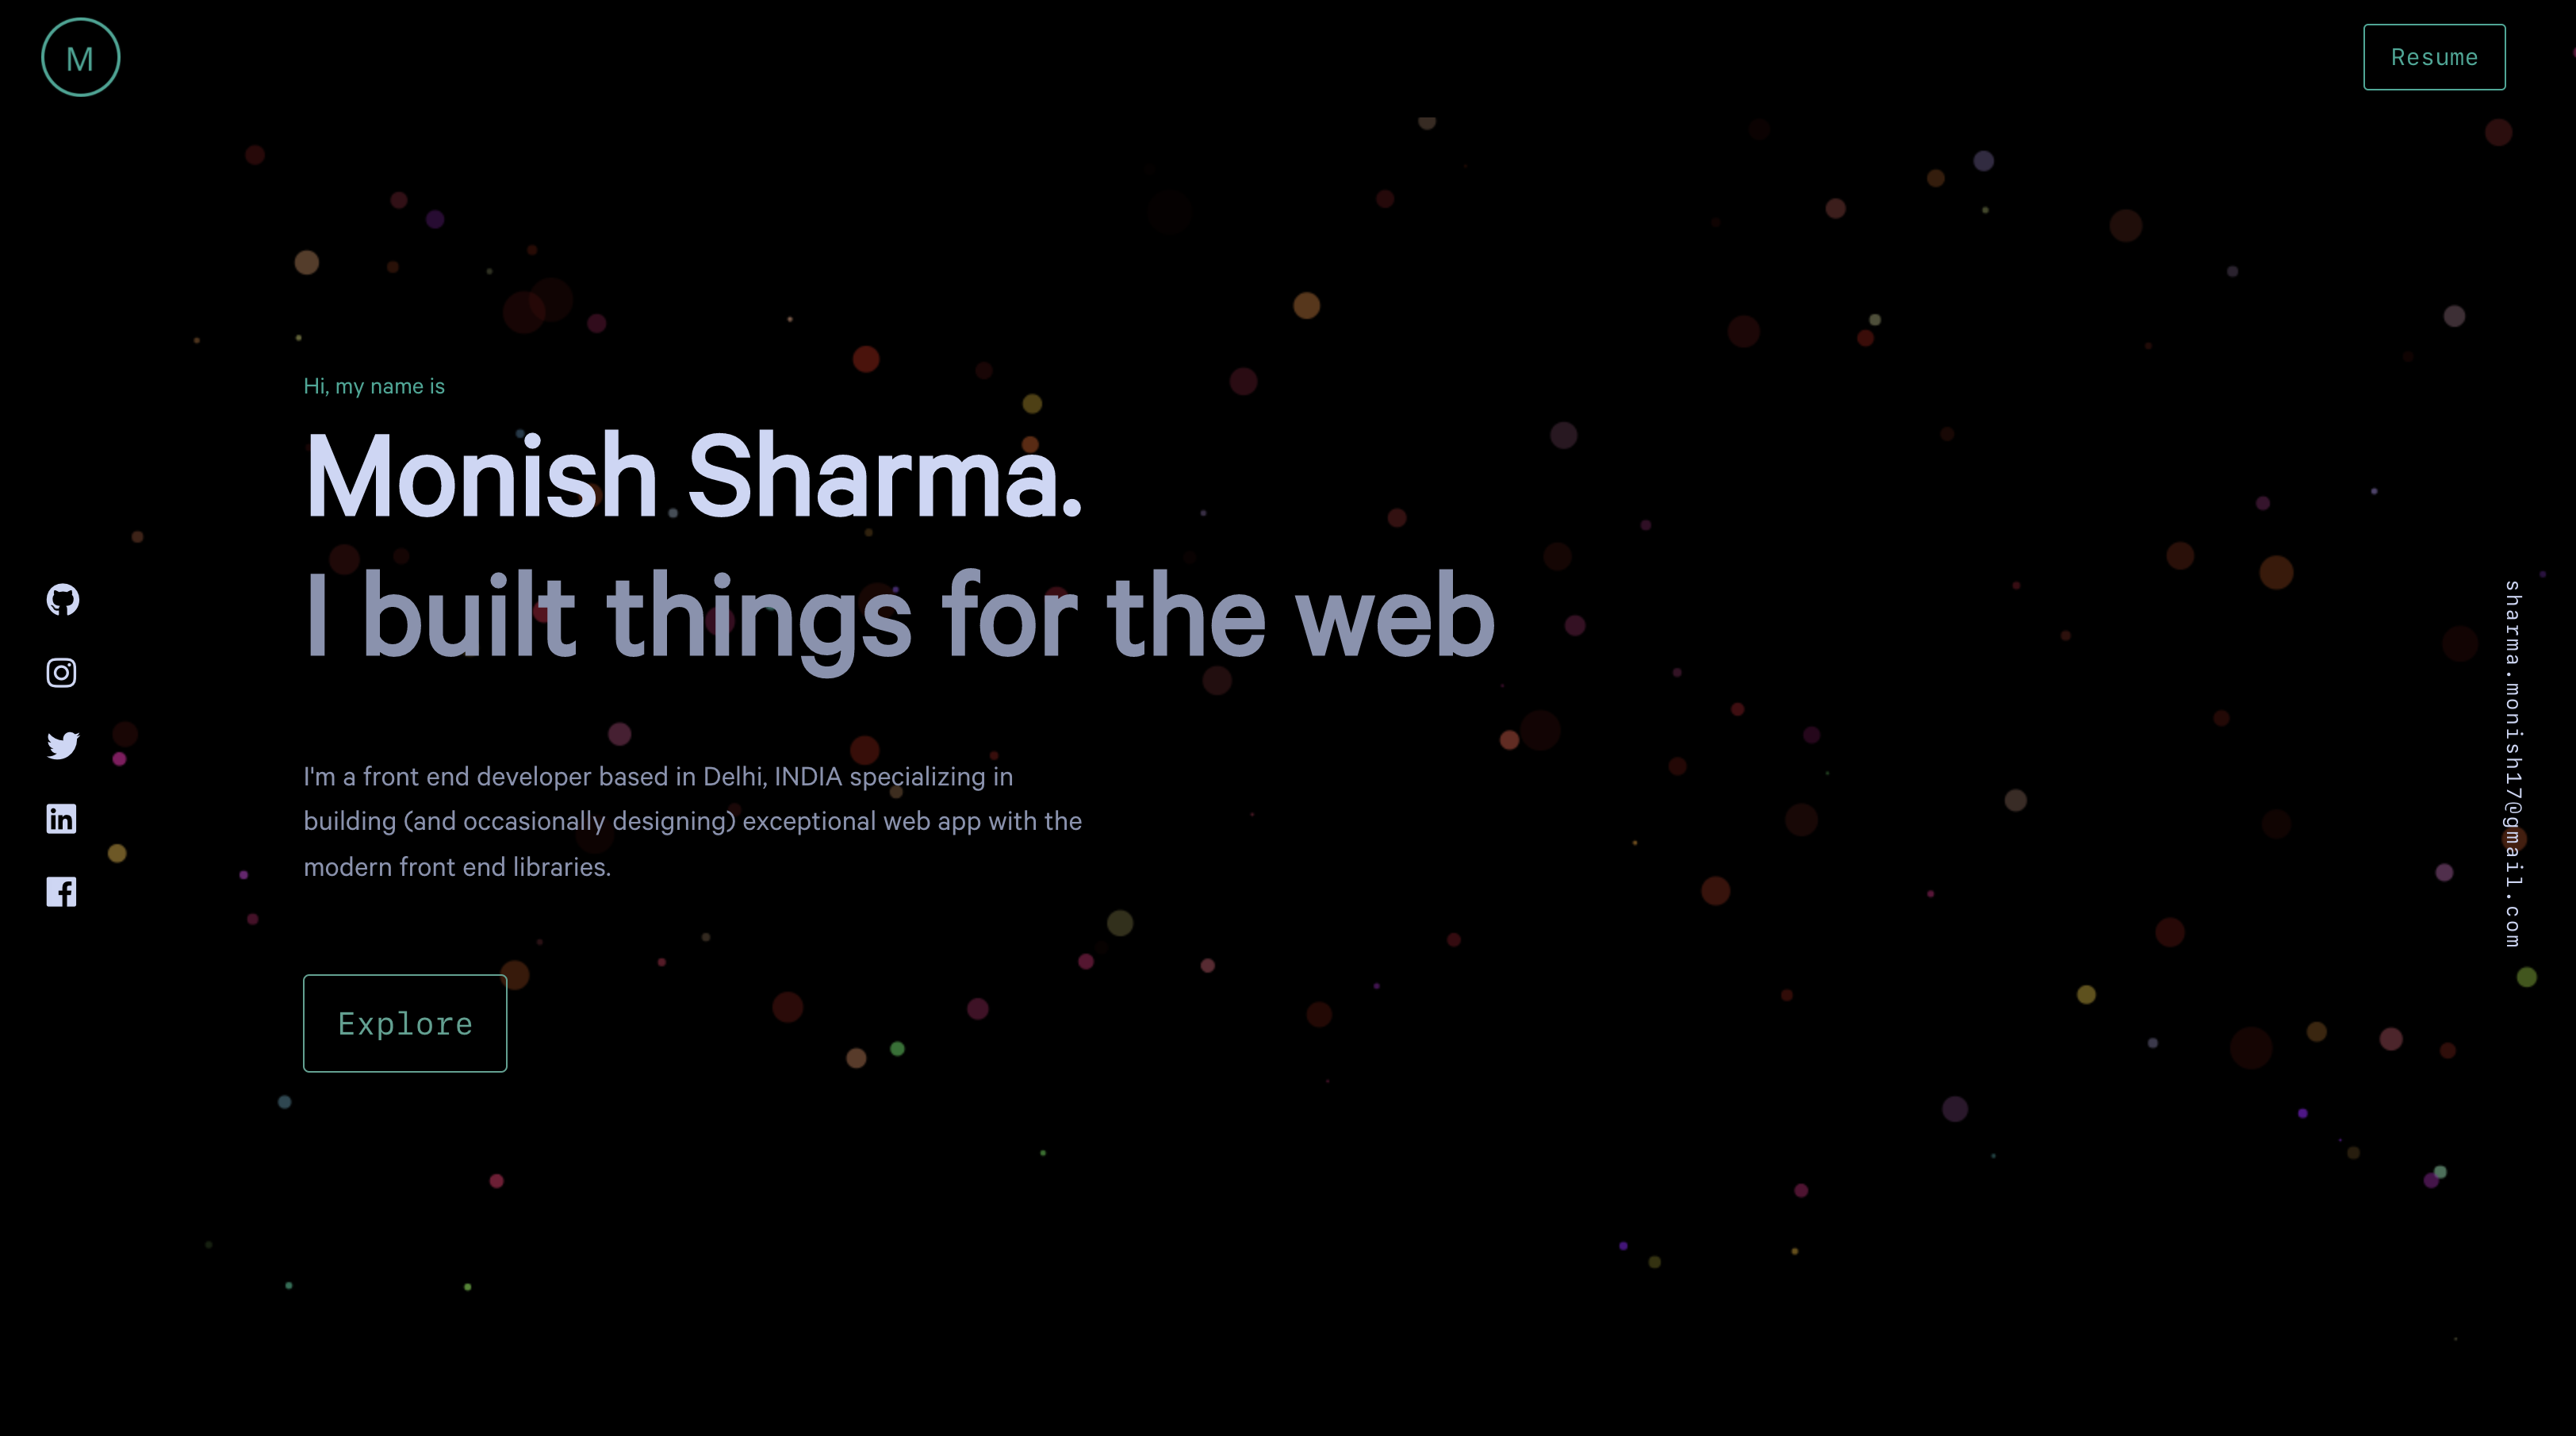 M
Resume
Hi, my name is
Monish Sharma.
I built things for the web
I'm a front end developer based in Delhi, INDIA specializing in
building (and occasionally designing) exceptional web app with the
modern front end libraries.
Explore
in
sharma.monish17@gmail.com